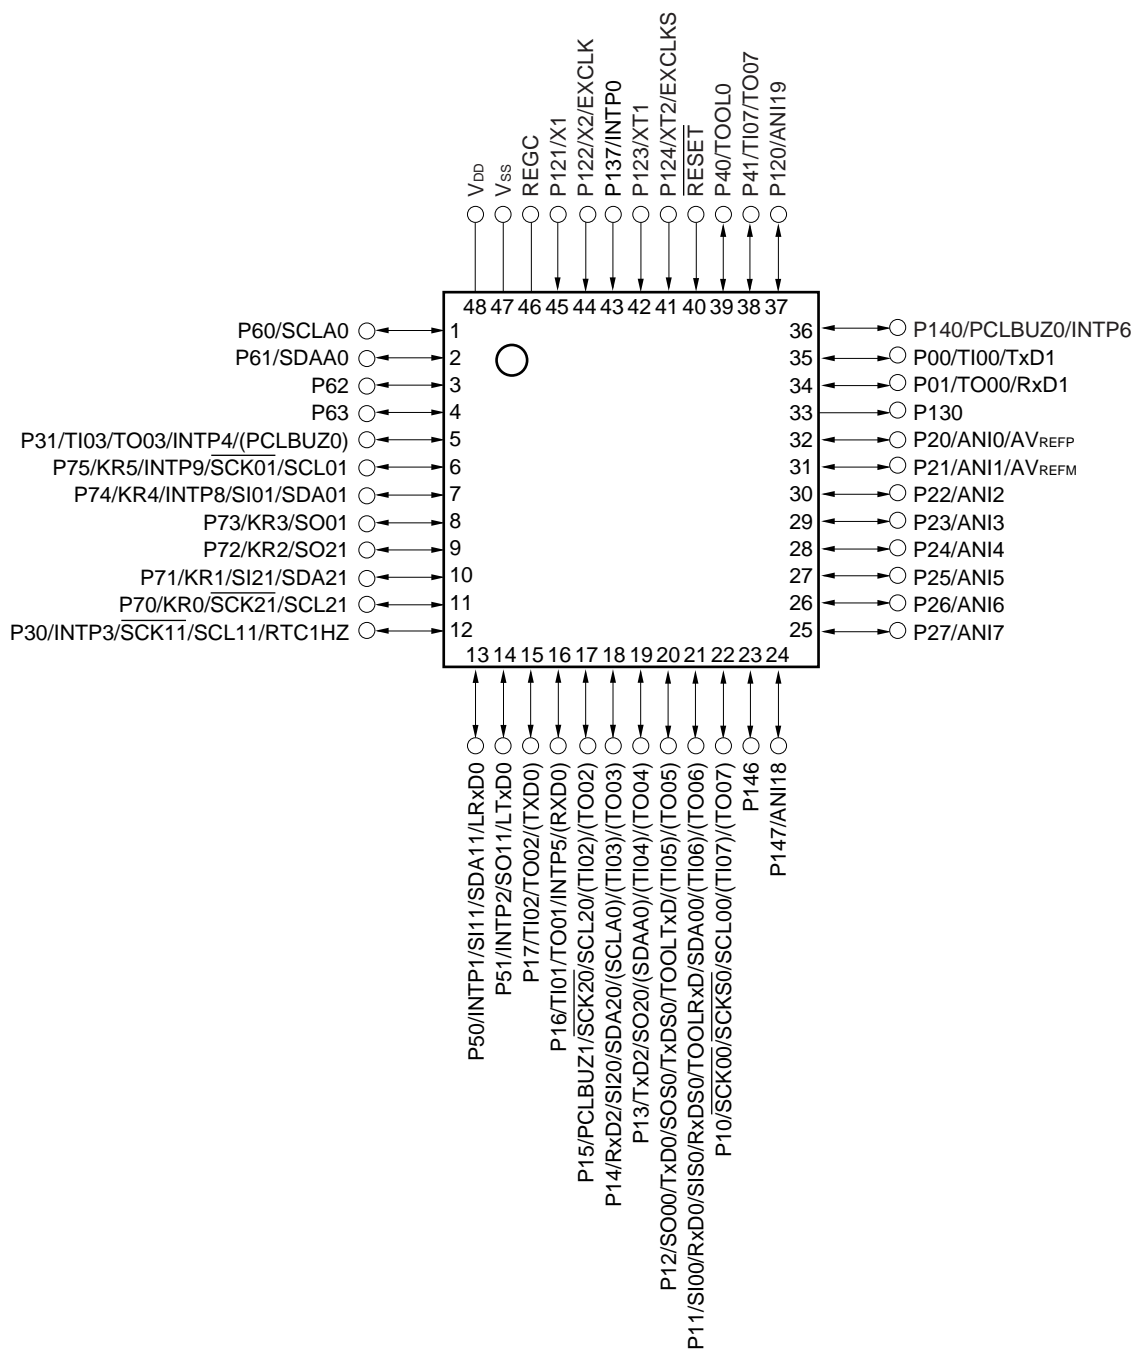 VDD
VSS
REGC
P121/X1
P122/X2/EXCLK
P137/INTP0
P123/XT1
P124/XT2/EXCLKS
RESET
P40/TOOL0
P41/TI07/TO07
P120/ANI19
48 47 46 45 44 43 42 41 40 39 38 37
P60/SCLA0 1
P61/SDAA0 2
P62 3
P63 4
P31/TI03/TO03/INTP4/(PCLBUZ0) 5
P75/KR5/INTP9/SCK01/SCL01 6
P74/KR4/INTP8/SI01/SDA01 7
P73/KR3/SO01 8
P72/KR2/SO21 9
P71/KR1/SI21/SDA21 10
P70/KR0/SCK21/SCL21 11
P30/INTP3/SCK11/SCL11/RTC1HZ 12
36 P140/PCLBUZ0/INTP6
35 P00/TI00/TxD1
34 P01/TO00/RxD1
33 P130
32 P20/ANI0/AVREFP
31 P21/ANI1/AVREFM
30 P22/ANI2
29 P23/ANI3
28 P24/ANI4
27 P25/ANI5
26 P26/ANI6
25 P27/ANI7
13 14 15 16 17 18 19 20 21 22 23 24
P50/INTP1/SI11/SDA11/LRxD0
P51/INTP2/SO11/LTxD0
P17/TI02/TO02/(TXD0)
P16/TI01/TO01/INTP5/(RXD0)
P15/PCLBUZ1/SCK20/SCL20/(TI02)/(TO02)
P14/RxD2/SI20/SDA20/(SCLA0)/(TI03)/(TO03)
P13/TxD2/SO20/(SDAA0)/(TI04)/(TO04)
P12/SO00/TxD0/SOS0/TxDS0/TOOLTxD/(TI05)/(TO05)
P11/SI00/RxD0/SIS0/RxDS0/TOOLRxD/SDA00/(TI06)/(TO06)
P10/SCK00/SCKS0/SCL00/(TI07)/(TO07)
P146
P147/ANI18